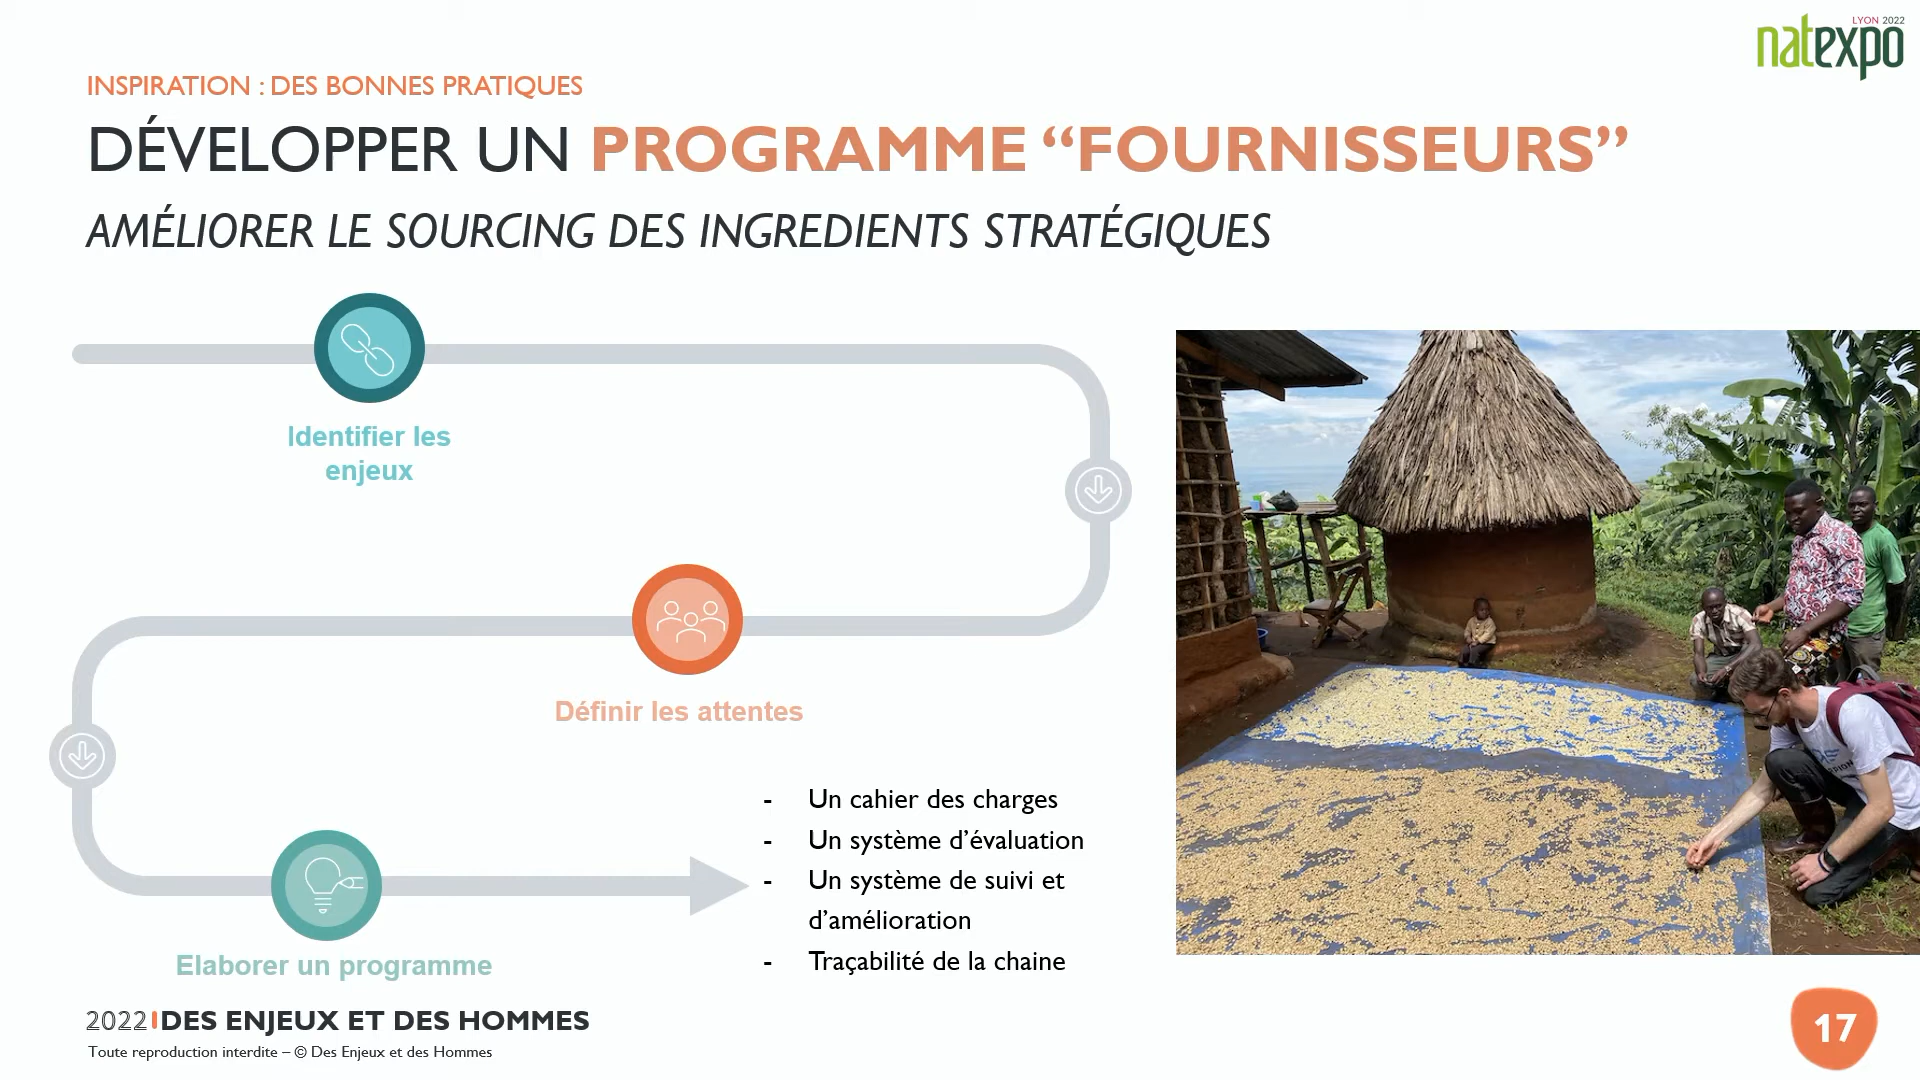 LYON 2022
natexpo
INSPIRATION : DES BONNES PRATIQUES
DÉVELOPPER UN PROGRAMME “FOURNISSEURS”
AMÉLIORER LE SOURCING DES INGREDIENTS STRATÉGIQUES
Identifier les
enjeux
Définir les attentes
Elaborer un programme
- Un cahier des charges
- Un système d’évaluation
- Un système de suivi et
d’amélioration
- Traçabilité de la chaine
2022 DES ENJEUX ET DES HOMMES
Toute reproduction interdite – © Des Enjeux et des Hommes
17